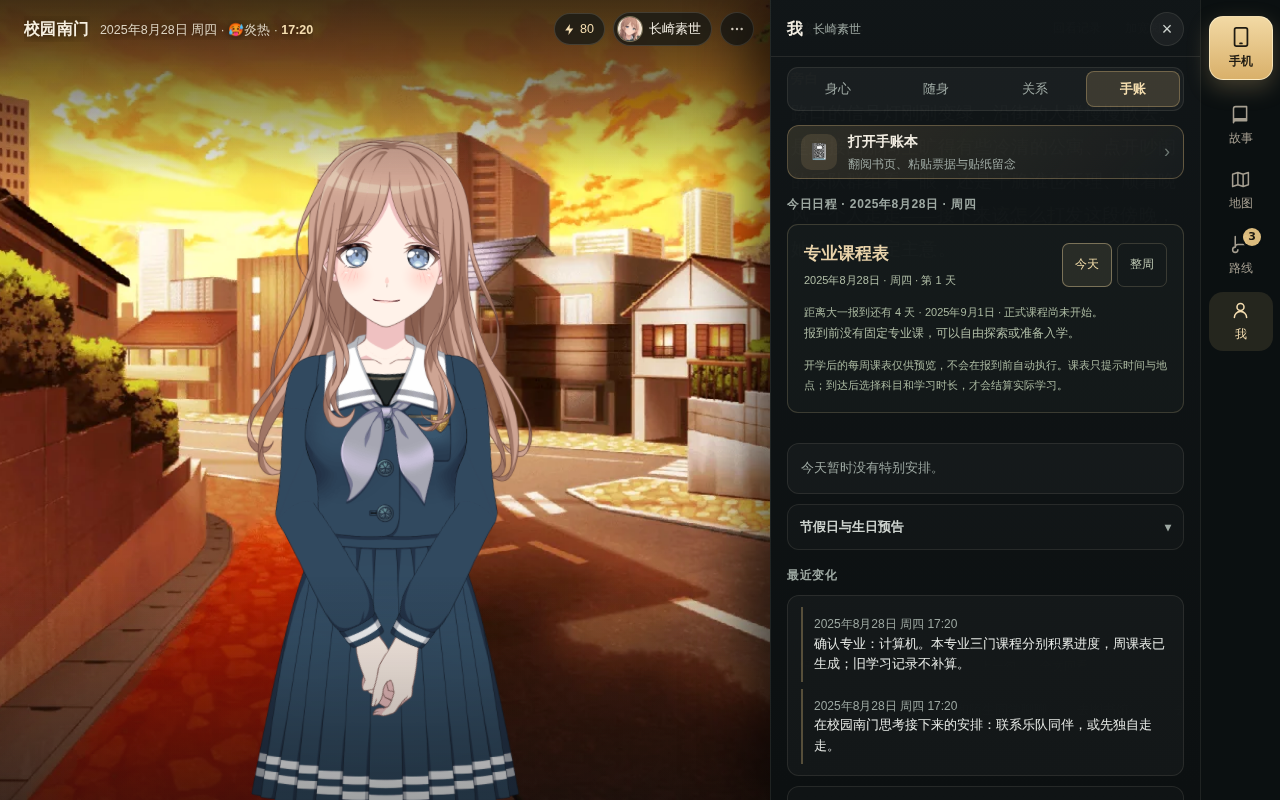 校园南门 2025年8月28日 周四 · 🥵炎热 · 17:20
80 长崎素世
我 长崎素世
手机
身心 随身 关系 手账
打开手账本
翻阅书页、粘贴票据与贴纸留念
故事
地图
3
路线
我
今日日程 · 2025年8月28日 · 周四
专业课程表
2025年8月28日 · 周四 · 第 1 天
今天 整周
距离大一报到还有 4 天 · 2025年9月1日 · 正式课程尚未开始。
报到前没有固定专业课，可以自由探索或准备入学。
开学后的每周课表仅供预览，不会在报到前自动执行。课表只提示时间与地
点；到达后选择科目和学习时长，才会结算实际学习。
今天暂时没有特别安排。
节假日与生日预告
最近变化
2025年8月28日 周四 17:20
确认专业：计算机。本专业三门课程分别积累进度，周课表已
生成；旧学习记录不补算。
2025年8月28日 周四 17:20
在校园南门思考接下来的安排：联系乐队同伴，或先独自走
走。